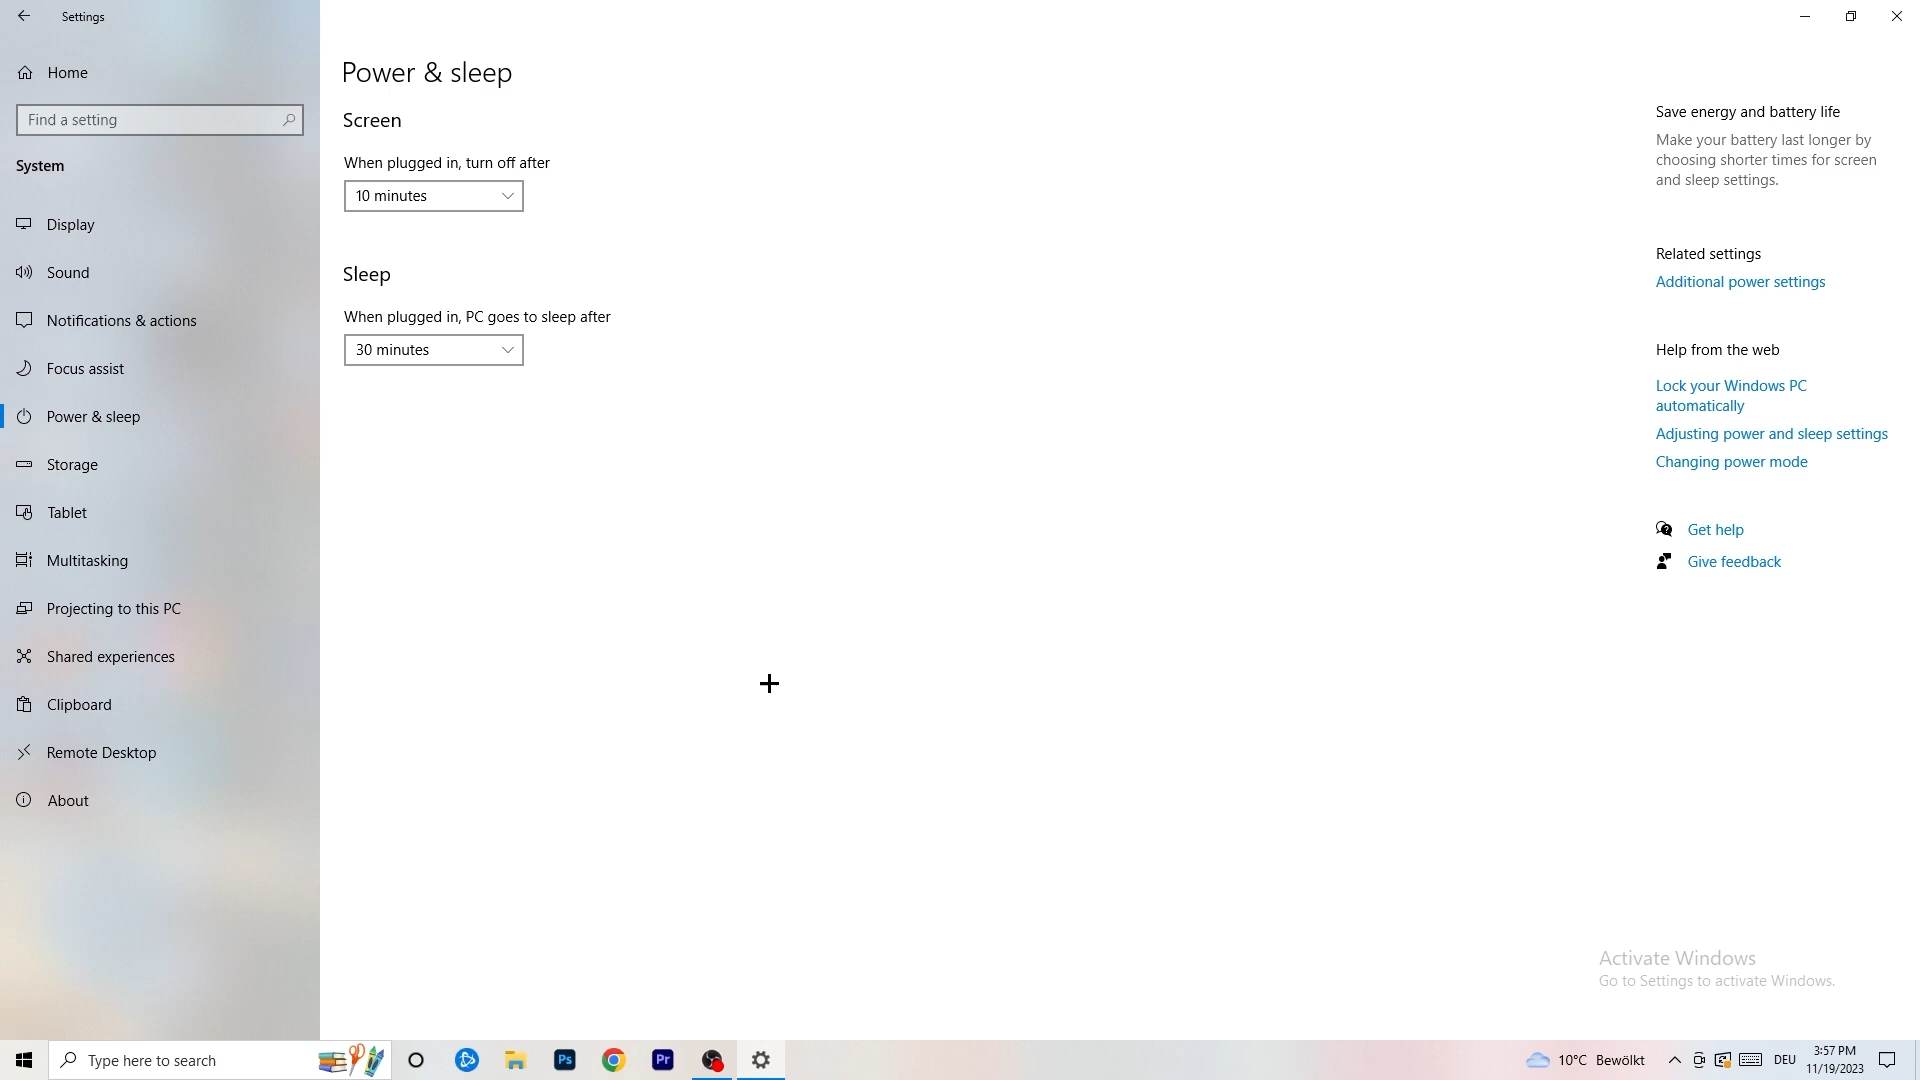 Settings
Home
Find a setting
System
Display
Sound
Notifications & actions
Focus assist
Power & sleep
Storage
Tablet
Multitasking
Projecting to this PC
Shared experiences
Clipboard
Remote Desktop
About
Power & sleep
Screen
When plugged in, turn off after
10 minutes
Sleep
When plugged in, PC goes to sleep after
30 minutes
Save energy and battery life
Make your battery last longer by
choosing shorter times for screen
and sleep settings.
Related settings
Additional power settings
Help from the web
Lock your Windows PC
automatically
Adjusting power and sleep settings
Changing power mode
Get help
Give feedback
Activate Windows
Go to Settings to activate Windows.
Type here to search
Ps
Pr
10°C Bewölkt
DEU
3:57 PM
11/19/2023